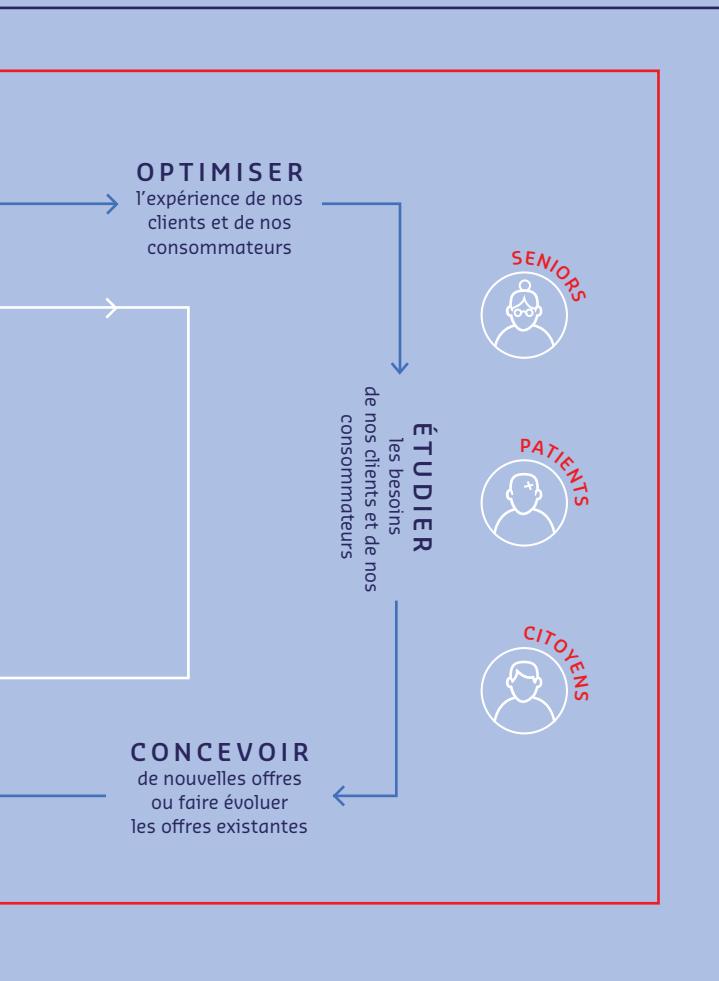 OPTIMISER
l'expérience de nos
clients et de nos
consommateurs
SENIORS
ÉTUDIER
les besoins
de nos clients et de nos
consommateurs
PATIENTS
CITOYENS
CONCEVOIR
de nouvelles offres
ou faire évoluer
les offres existantes